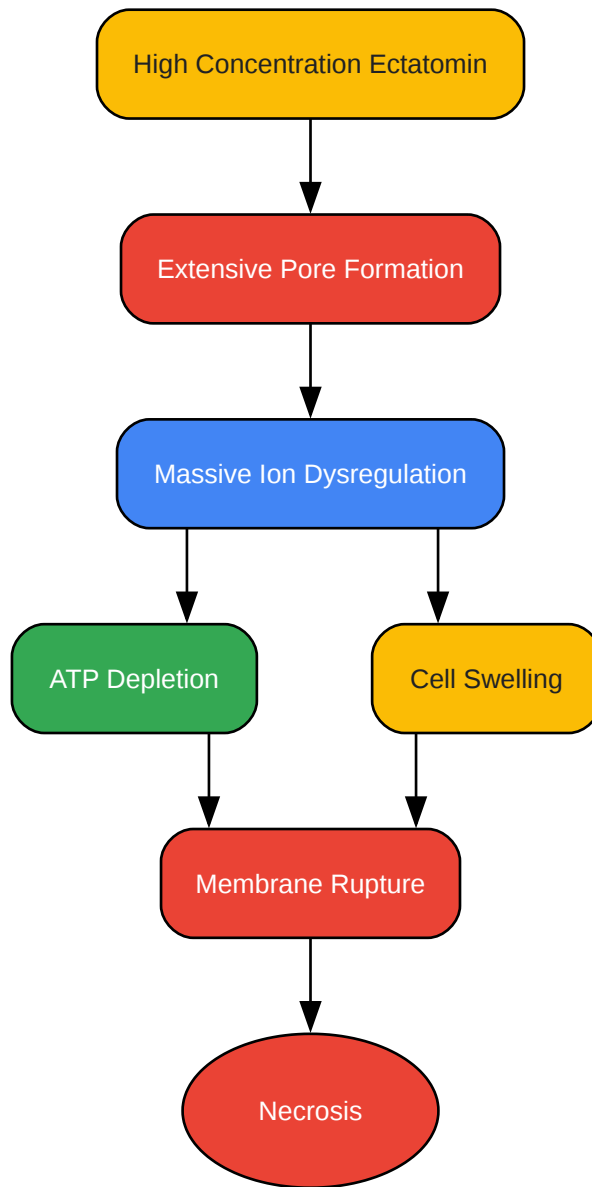 High Concentration Ectatomin
Extensive Pore Formation
Massive Ion Dysregulation
ATP Depletion
Cell Swelling
Membrane Rupture
Necrosis